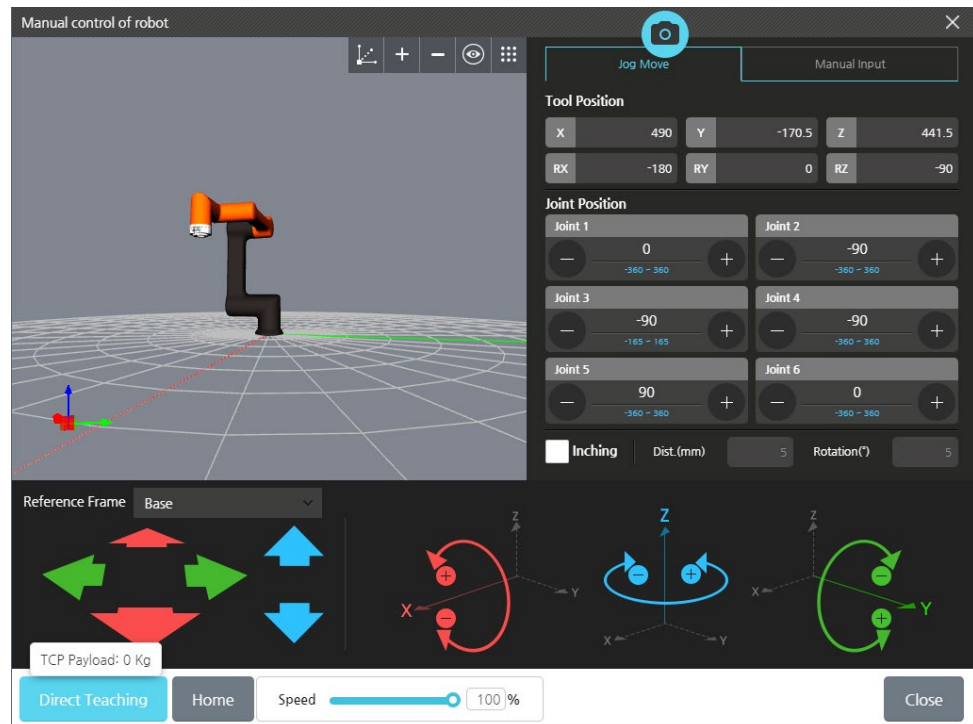 Manual control of robot
Jog Move
Manual Input
Tool Position
X 490 Y -170.5 Z 441.5
RX -180 RY 0 RZ -90
Joint Position
Joint 1 Joint 2
0 -90
-360 ~ 360 -360 ~ 360
Joint 3 Joint 4
-90 -90
-165 ~ 165 -360 ~ 360
Joint 5 Joint 6
90 0
-360 ~ 360 -360 ~ 360
Inching Dist.(mm) 5 Rotation(°) 5
Reference Frame Base
Z X Y
Z X Y
Z X Y
TCP Payload: 0 Kg
Direct Teaching Home Speed 100 % Close